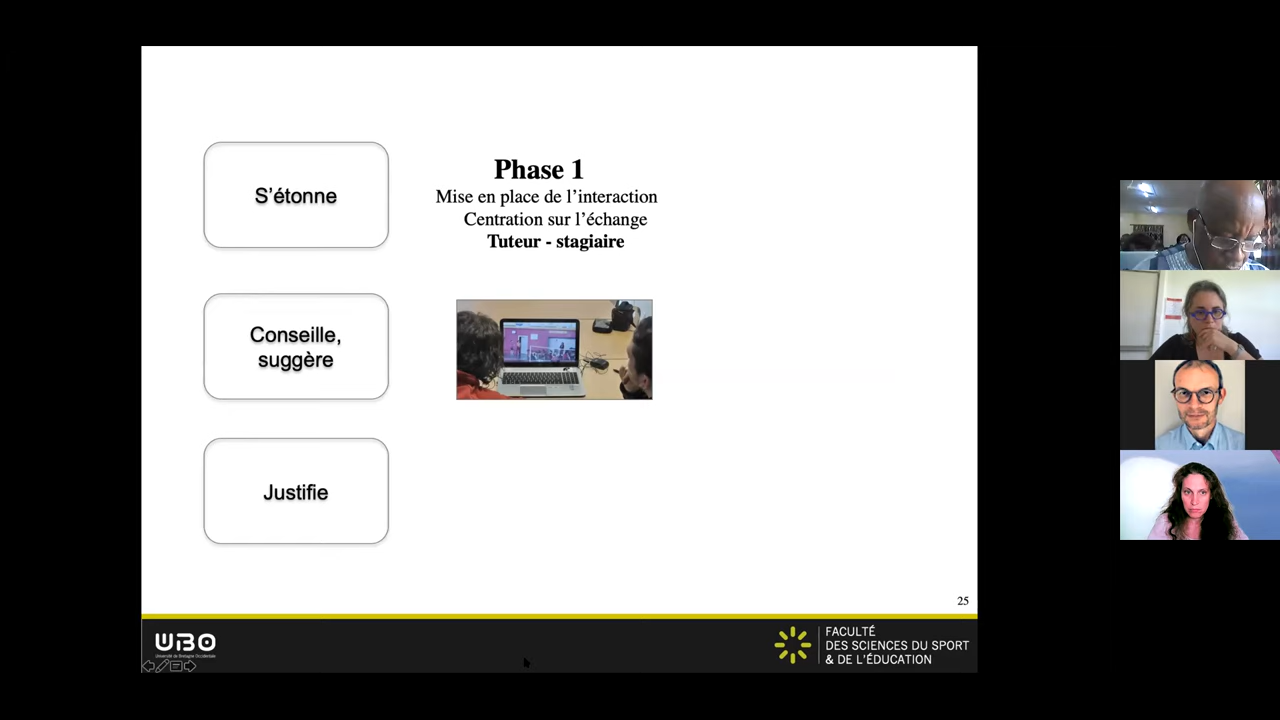 S’étonne
Phase 1
Mise en place de l’interaction
Centration sur l’échange
Tuteur - stagiaire
Conseille,
suggère
Justifie
25
UBO
Université de Bretagne Occidentale
FACULTÉ
DES SCIENCES DU SPORT
& DE L’ÉDUCATION